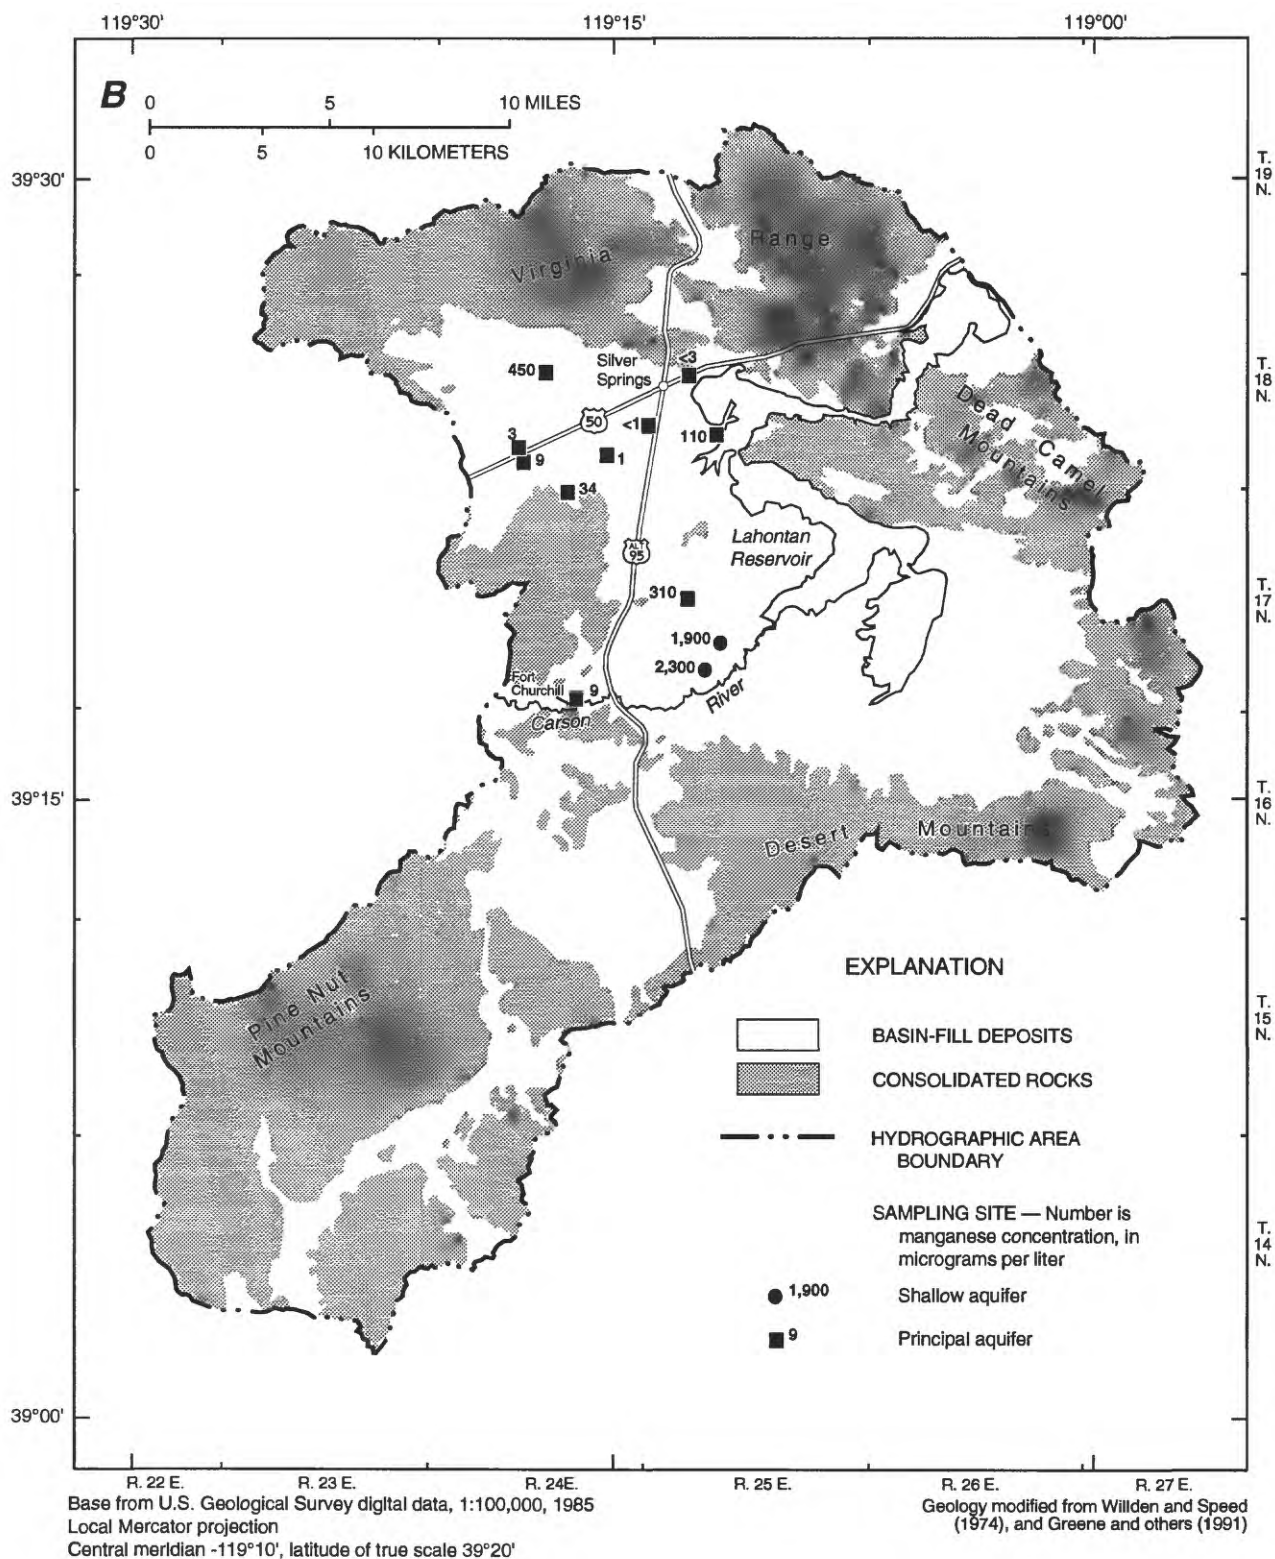 119°30' 119°15' 119°00'
B
0 5 10 MILES
0 5 10 KILOMETERS
39°30'
T.
19
N.
Virginia
Range
450
Silver
Springs
<3
T.
18
N.
50
<1
110
3
9
1
34
Dead Camel
Mountains
ALT
95
Lahontan
Reservoir
310
T.
17
N.
1,900
2,300
Fort
Churchill
9
River
Carson
39°15'
T.
16
N.
Desert Mountains
Pine Nut
Mountains
EXPLANATION
T.
15
N.
BASIN-FILL DEPOSITS
CONSOLIDATED ROCKS
HYDROGRAPHIC AREA
BOUNDARY
SAMPLING SITE — Number is
manganese concentration, in
micrograms per liter
T.
14
N.
1,900 Shallow aquifer
9 Principal aquifer
39°00'
R. 22 E. R. 23 E. R. 24E. R. 25 E. R. 26 E. R. 27 E.
Base from U.S. Geological Survey digital data, 1:100,000, 1985
Local Mercator projection
Central meridian -119°10', latitude of true scale 39°20'
Geology modified from Willden and Speed
(1974), and Greene and others (1991)